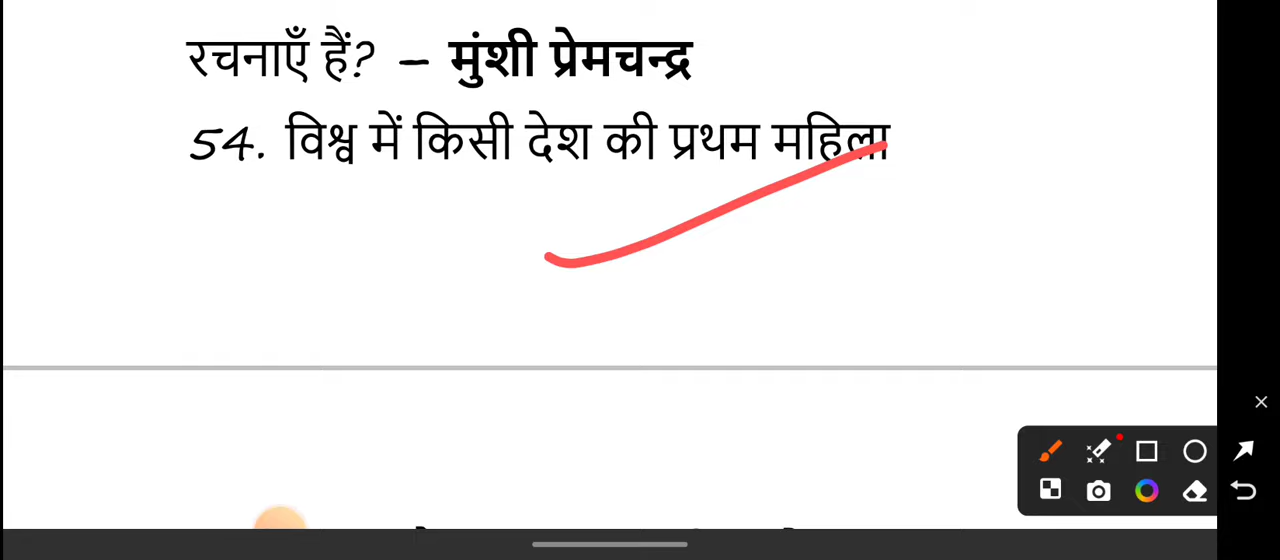 रचनाएँ हैं? – मुंशी प्रेमचन्द्र
54. विश्व में किसी देश की प्रथम महिला